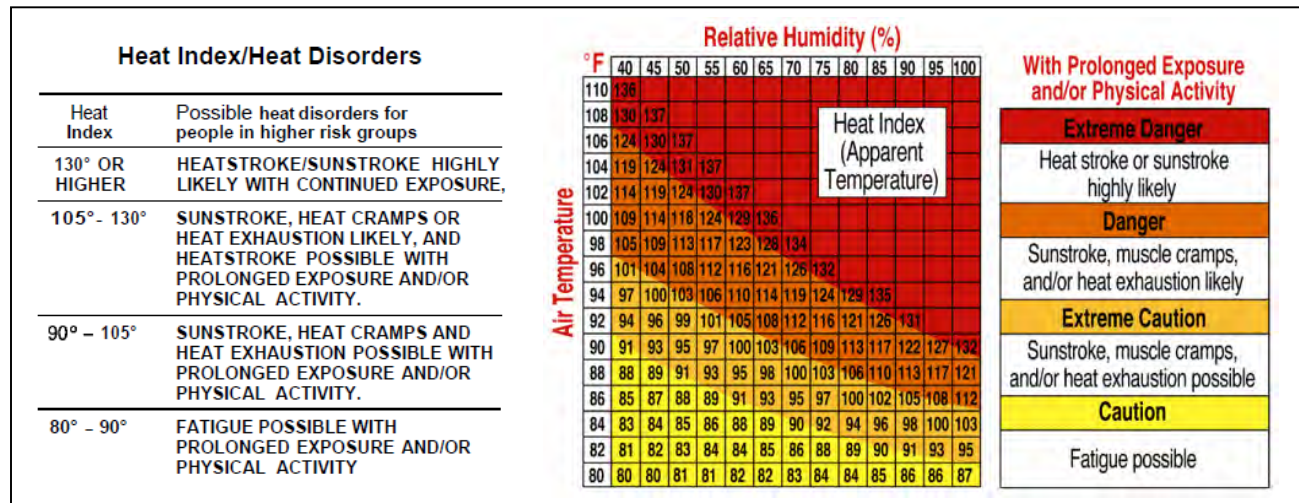 Heat Index/Heat Disorders
Heat Index
Possible heat disorders for
people in higher risk groups
130° OR HIGHER
HEATSTROKE/SUNSTROKE HIGHLY
LIKELY WITH CONTINUED EXPOSURE,
105°- 130°
SUNSTROKE, HEAT CRAMPS OR
HEAT EXHAUSTION LIKELY, AND
HEATSTROKE POSSIBLE WITH
PROLONGED EXPOSURE AND/OR
PHYSICAL ACTIVITY.
90° – 105°
SUNSTROKE, HEAT CRAMPS AND
HEAT EXHAUSTION POSSIBLE WITH
PROLONGED EXPOSURE AND/OR
PHYSICAL ACTIVITY.
80° – 90°
FATIGUE POSSIBLE WITH
PROLONGED EXPOSURE AND/OR
PHYSICAL ACTIVITY
Relative Humidity (%)
°F 40 45 50 55 60 65 70 75 80 85 90 95 100
110 136
108 130 137
106 124 130 137
104 119 124 131 137
102 114 119 124 130 137
100 109 114 118 124 129 136
98 105 109 113 117 123 128 134
96 101 104 108 112 116 121 126 132
94 97 100 103 106 110 114 119 124 129 135
92 94 96 99 101 105 108 112 116 121 126 131
90 91 93 95 97 100 103 106 109 113 117 122 127 132
88 88 89 91 93 95 98 100 103 106 110 113 117 121
86 85 87 88 89 91 93 95 97 100 102 105 108 112
84 83 84 85 86 88 89 90 92 94 96 98 100 103
82 81 82 83 84 84 85 86 88 89 90 91 93 95
80 80 80 81 81 82 82 83 84 84 85 86 86 87
Air Temperature
Heat Index
(Apparent
Temperature)
With Prolonged Exposure
and/or Physical Activity
Extreme Danger
Heat stroke or sunstroke
highly likely
Danger
Sunstroke, muscle cramps,
and/or heat exhaustion likely
Extreme Caution
Sunstroke, muscle cramps,
and/or heat exhaustion possible
Caution
Fatigue possible